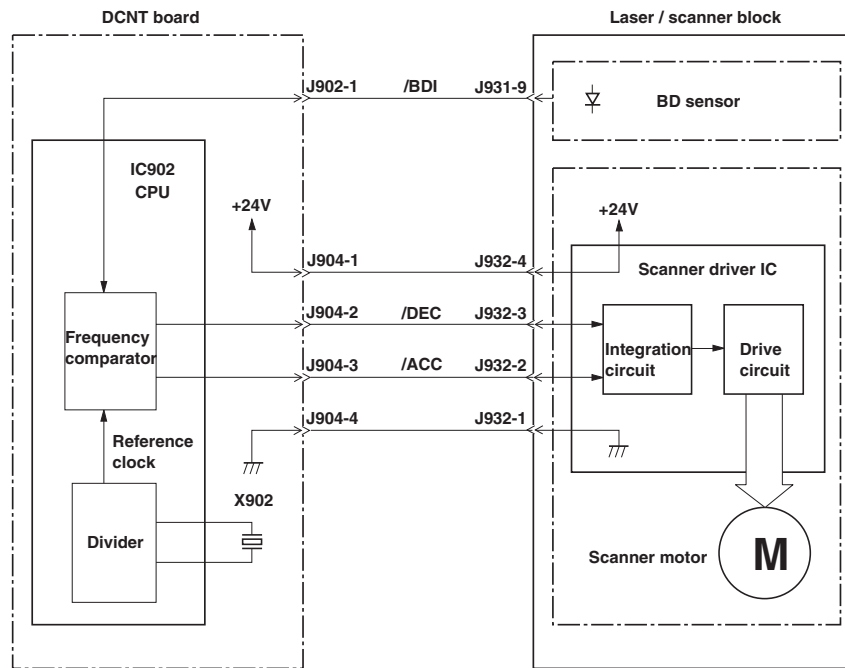 DCNT board
Laser / scanner block
J902-1
/BDI
J931-9
BD sensor
IC902
CPU
+24V
+24V
J904-1
J932-4
Scanner driver IC
J904-2
/DEC
J932-3
Frequency
comparator
Integration
circuit
Drive
circuit
J904-3
/ACC
J932-2
J904-4
J932-1
Reference
clock
X902
Divider
Scanner motor
M